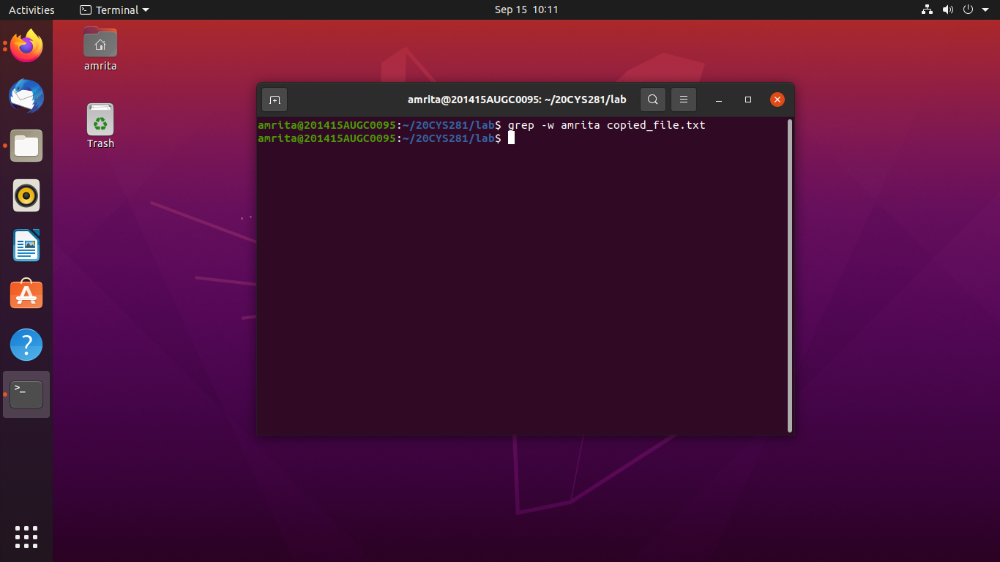 Activities
Terminal
Sep 15 10:11
amrita
Trash
amrita@201415AUGC0095: ~/20CYS281/lab
amrita@201415AUGC0095:~/20CYS281/lab$ grep -w amrita copied_file.txt
amrita@201415AUGC0095:~/20CYS281/lab$